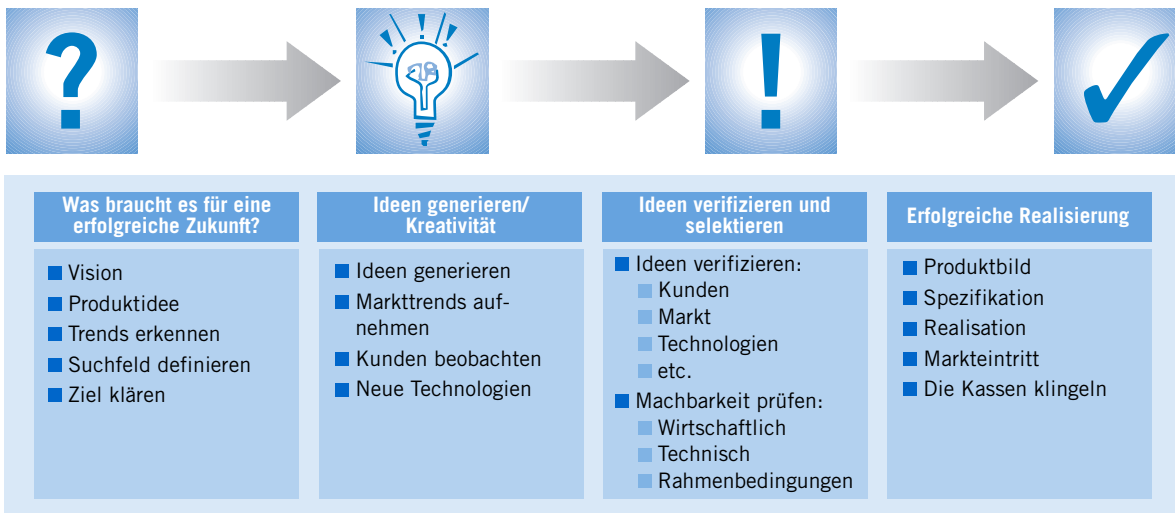 ?
!
✓
Was braucht es für eine
erfolgreiche Zukunft?
Vision
Produktidee
Trends erkennen
Suchfeld definieren
Ziel klären
Ideen generieren/
Kreativität
Ideen generieren
Markttrends auf-
nehmen
Kunden beobachten
Neue Technologien
Ideen verifizieren und
selektieren
Ideen verifizieren:
Kunden
Markt
Technologien
etc.
Machbarkeit prüfen:
Wirtschaftlich
Technisch
Rahmenbedingungen
Erfolgreiche Realisierung
Produktbild
Spezifikation
Realisation
Markteintritt
Die Kassen klingeln